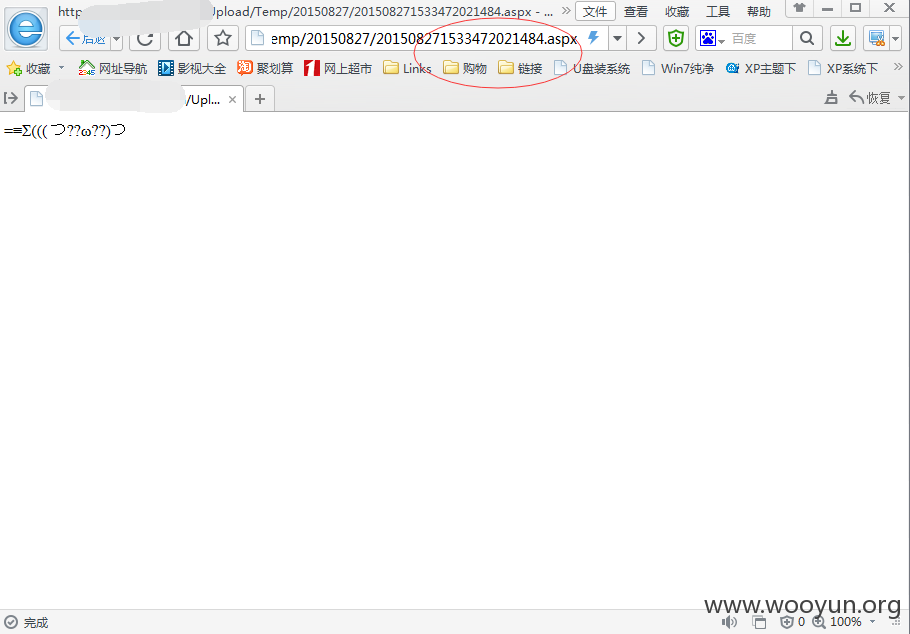 http
Upload/Temp/20150827/201508271533472021484.aspx - ... » 文件 查看 收藏 工具 帮助
后退 emp/20150827/201508271533472021484.aspx 百度
收藏 2345 网址导航 影视大全 淘 聚划算 网上超市 Links 购物 链接 U盘装系统 Win7纯净 XP主题下 XP系统下 »
/Upl... × + 恢复
=≡Σ(((つ??ω??)つ
www.wooyun.org
完成 0 100%